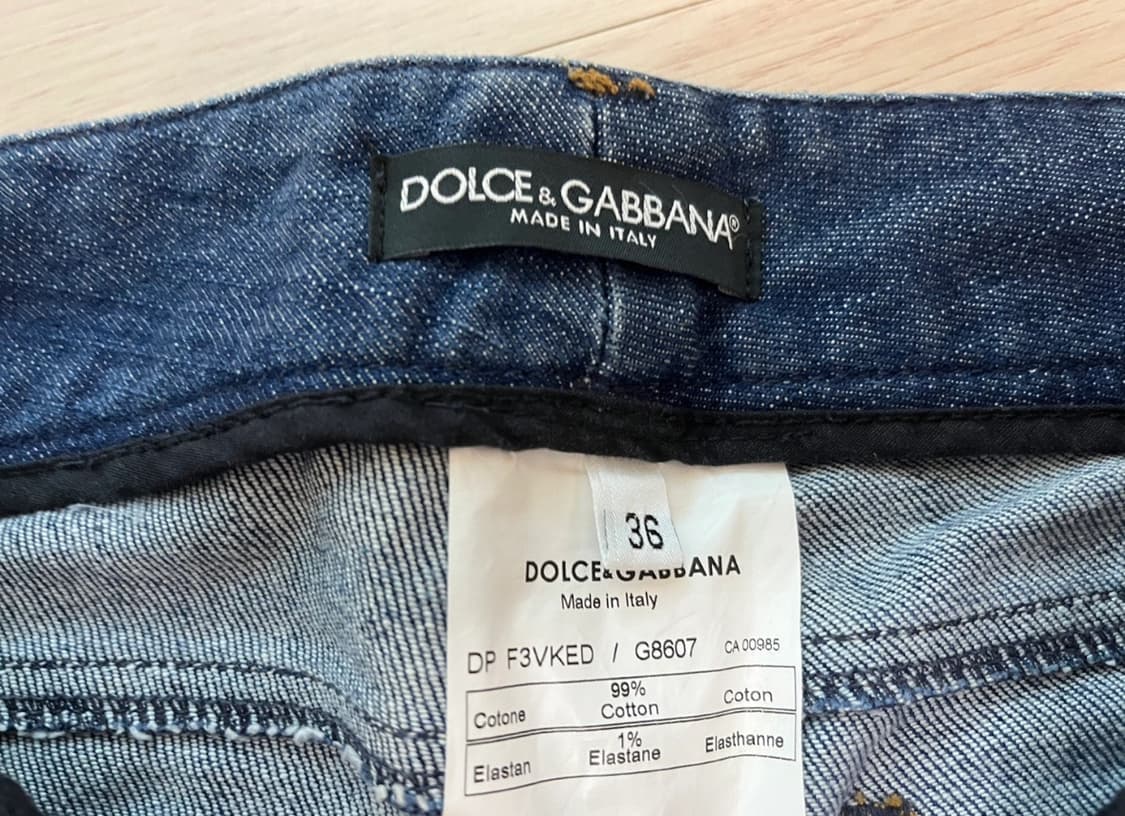 DOLCE & GABBANA®
MADE IN ITALY
36
DOLCE&GABBANA
Made in Italy
DP F3VKED / G8607 CA 00985
99%
Cotone Cotton Coton
1%
Elastan Elastane Elasthanne